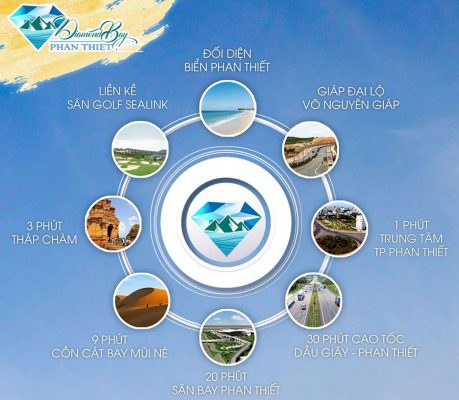 DiamondBay
PHAN THIẾT
ĐỐI DIỆN
BIỂN PHAN THIẾT
LIỀN KỀ
SÂN GOLF SEALINK
GIÁP ĐẠI LỘ
VÕ NGUYÊN GIÁP
3 PHÚT
THÁP CHÀM
1 PHÚT
TRUNG TÂM
TP PHAN THIẾT
9 PHÚT
CỒN CÁT BAY MŨI NÉ
30 PHÚT CAO TỐC
DẦU GIÂY - PHAN THIẾT
20 PHÚT
SÂN BAY PHAN THIẾT